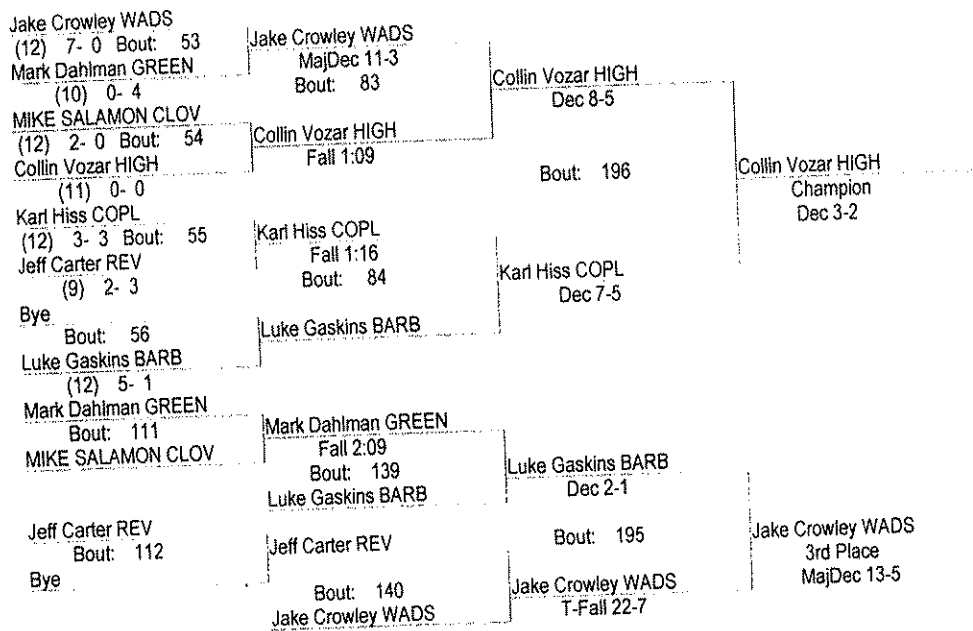 Jake Crowley WADS
(12) 7- 0 Bout: 53
Mark Dahlman GREEN
(10) 0- 4
MIKE SALAMON CLOV
(12) 2- 0 Bout: 54
Collin Vozar HIGH
(11) 0- 0
Karl Hiss COPL
(12) 3- 3 Bout: 55
Jeff Carter REV
(9) 2- 3
Bye
Bout: 56
Luke Gaskins BARB
(12) 5- 1
Mark Dahlman GREEN
Bout: 111
MIKE SALAMON CLOV
Jeff Carter REV
Bout: 112
Bye
Jake Crowley WADS
MajDec 11-3
Bout: 83
Collin Vozar HIGH
Fall 1:09
Karl Hiss COPL
Fall 1:16
Bout: 84
Luke Gaskins BARB
Mark Dahlman GREEN
Fall 2:09
Bout: 139
Luke Gaskins BARB
Jeff Carter REV
Bout: 140
Jake Crowley WADS
Collin Vozar HIGH
Dec 8-5
Bout: 196
Karl Hiss COPL
Dec 7-5
Luke Gaskins BARB
Dec 2-1
Bout: 195
Jake Crowley WADS
T-Fall 22-7
Collin Vozar HIGH
Champion
Dec 3-2
Jake Crowley WADS
3rd Place
MajDec 13-5